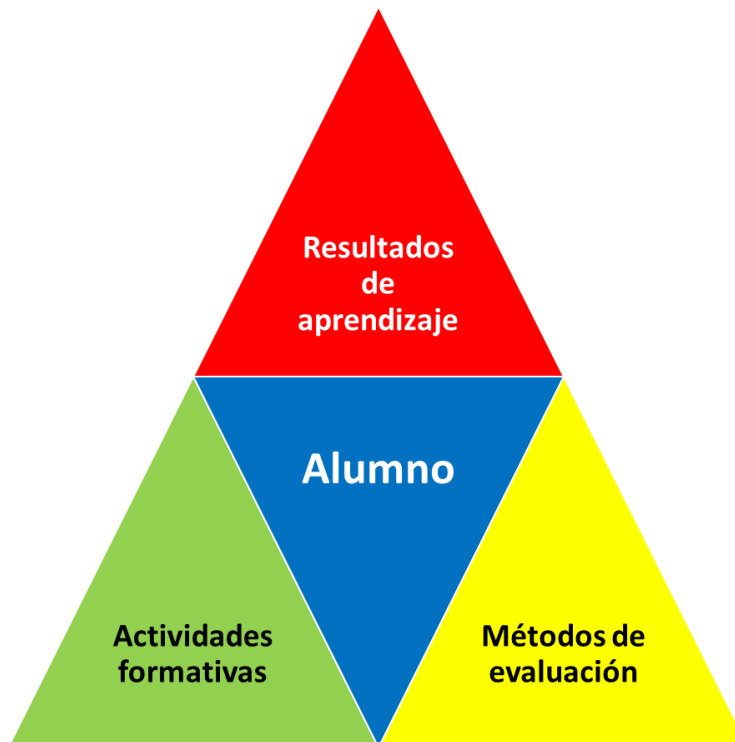 Resultados
de
aprendizaje
Alumno
Actividades
formativas
Métodos de
evaluación